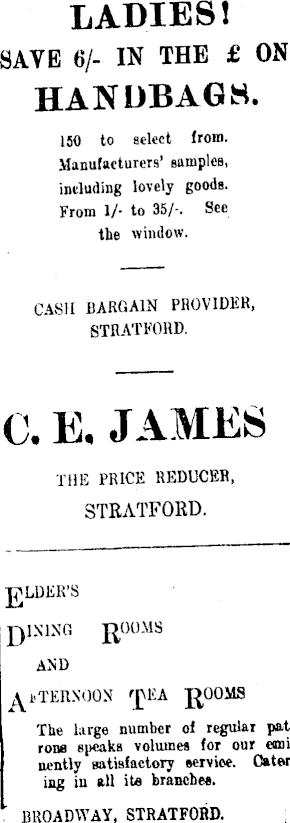 LADIES!
SAVE 6/- IN THE £ ON
HANDBAGS.
150 to select from.
Manufacturers' samples,
including lovely goods.
From 1/- to 35/-. See
the window.
CASH BARGAIN PROVIDER,
STRATFORD.
C. E. JAMES
THE PRICE REDUCER,
STRATFORD.
ELDER'S
DINING ROOMS
AND
AFTERNOON TEA ROOMS
The large number of regular pat
rons speaks volumes for our emi
nently satisfactory service. Cater
ing in all its branches.
BROADWAY, STRATFORD.